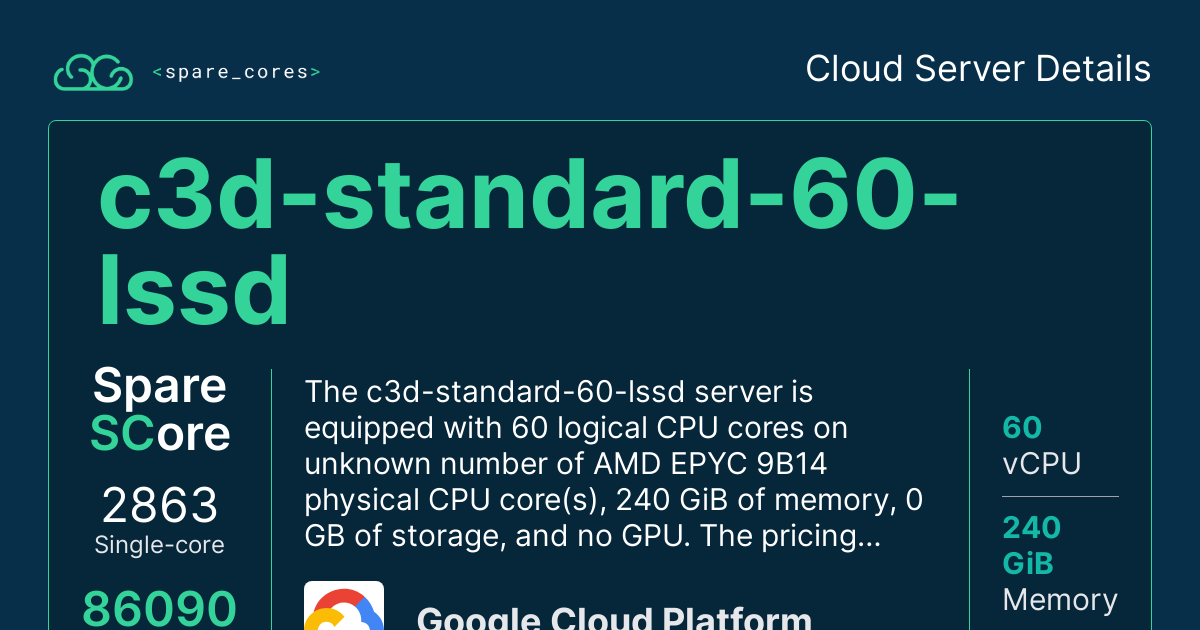 <spare_cores>
Cloud Server Details
c3d-standard-60-
lssd
Spare
SCore
2863
Single-core
86090
The c3d-standard-60-lssd server is
equipped with 60 logical CPU cores on
unknown number of AMD EPYC 9B14
physical CPU core(s), 240 GiB of memory, 0
GB of storage, and no GPU. The pricing...
Google Cloud Platform
60
vCPU
240
GiB
Memory